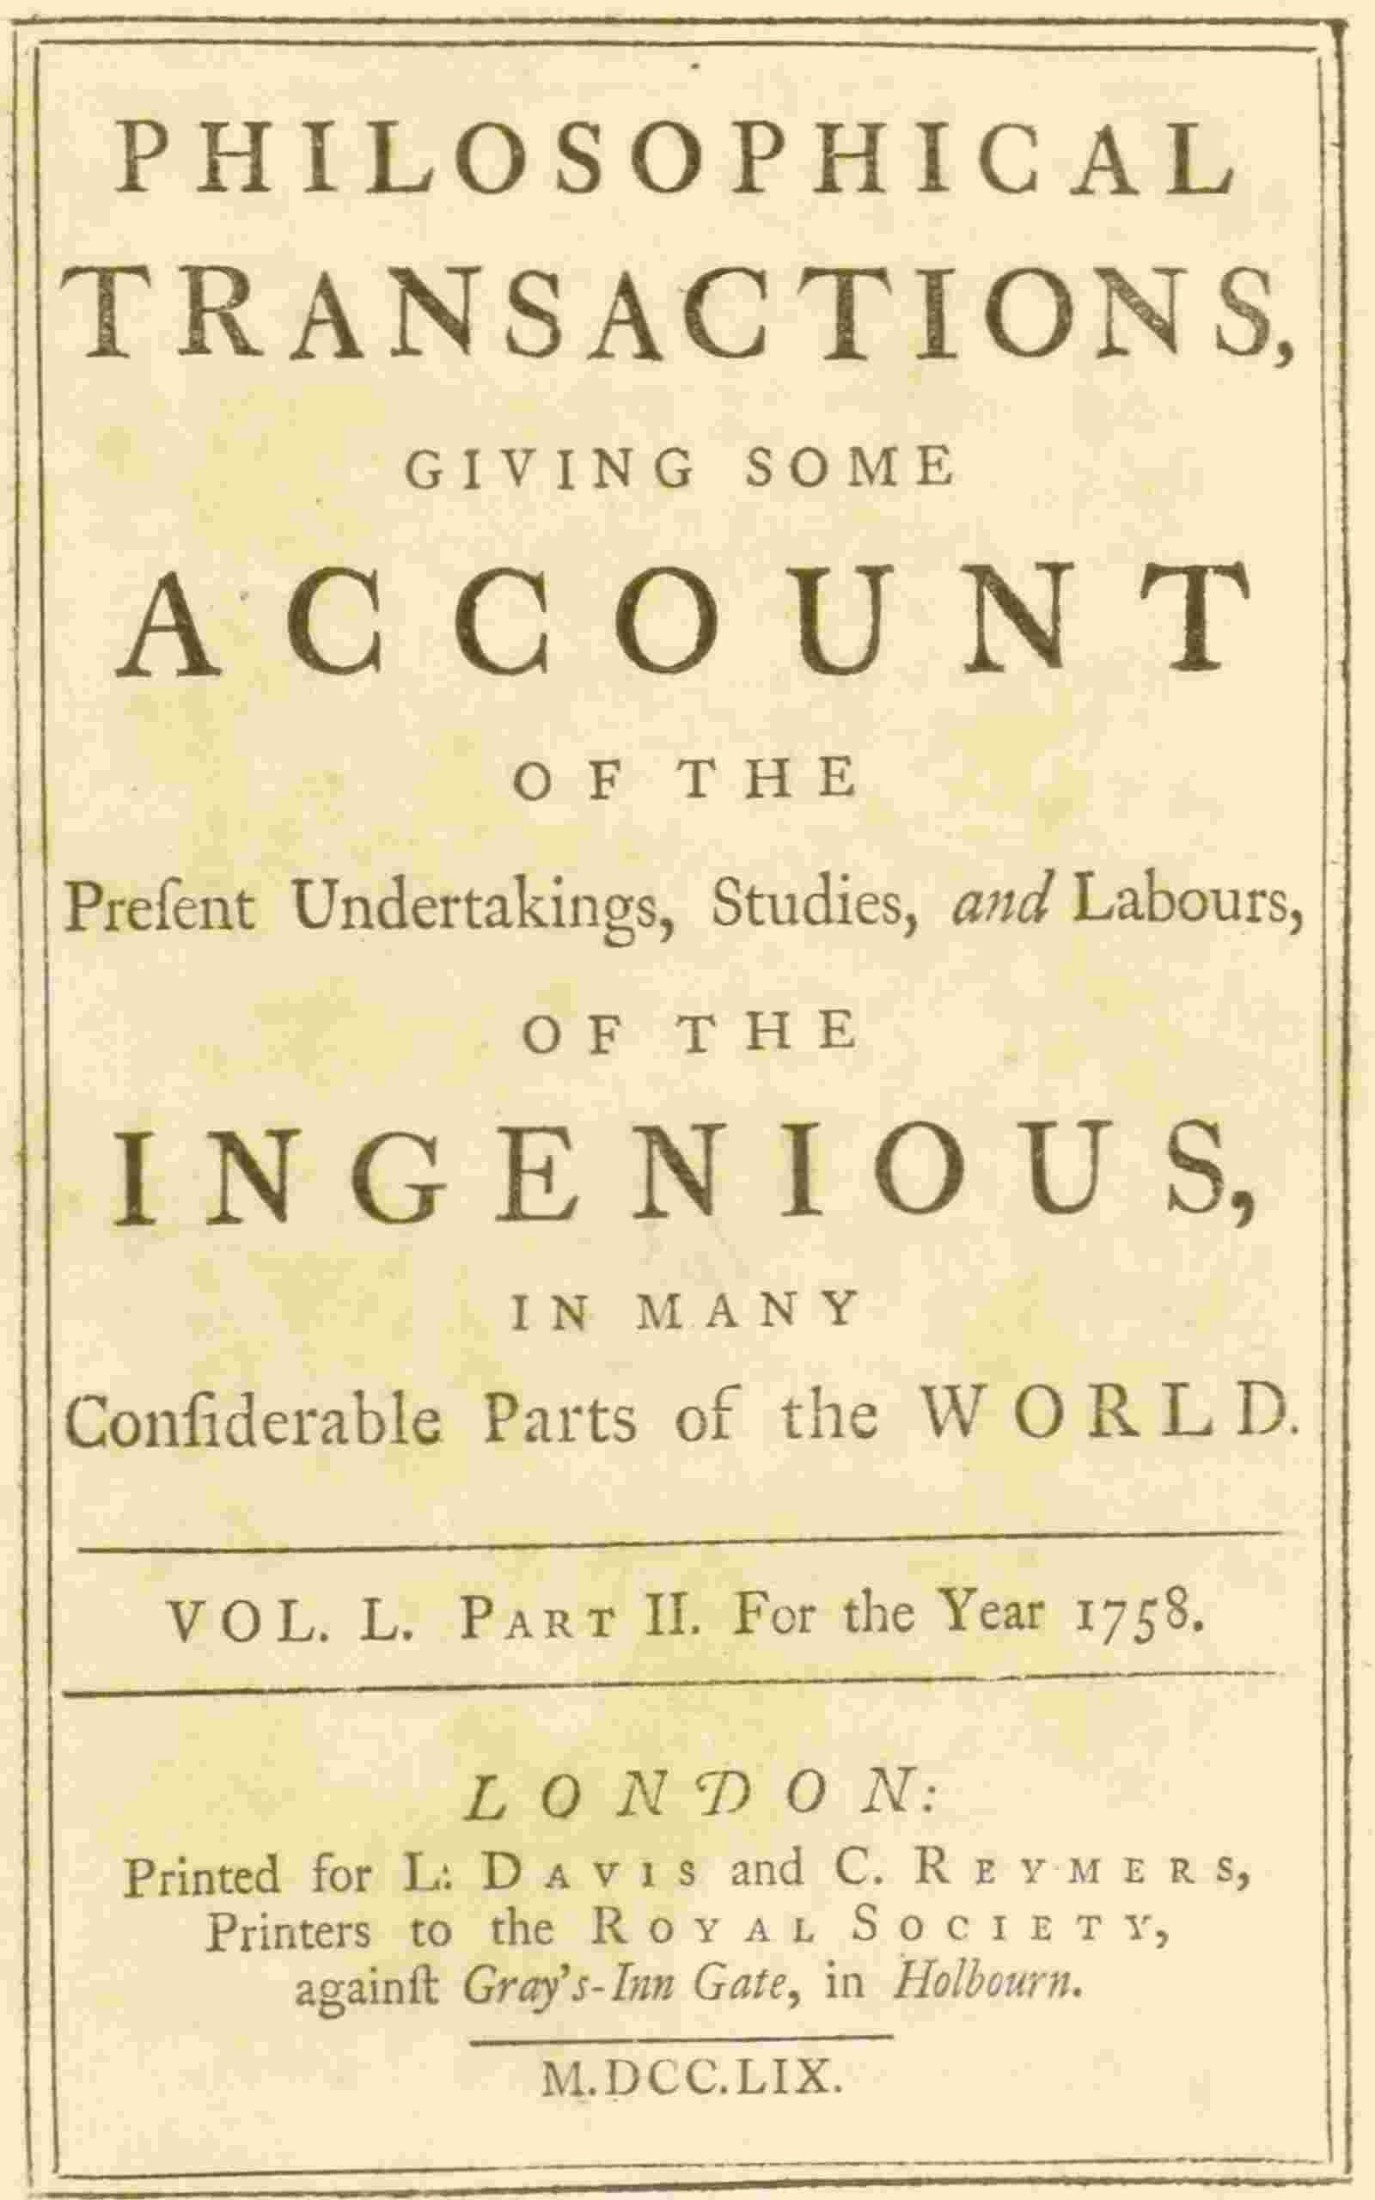 PHILOSOPHICAL
TRANSACTIONS,
GIVING SOME
ACCOUNT
OF THE
Preſent Undertakings, Studies, and Labours,
OF THE
INGENIOUS,
IN MANY
Conſiderable Parts of the WORLD.
VOL. L. PART II. For the Year 1758.
LONDON:
Printed for L: DAVIS and C. REYMERS,
Printers to the ROYAL SOCIETY,
againſt Gray's-Inn Gate, in Holbourn.
M.DCC.LIX.